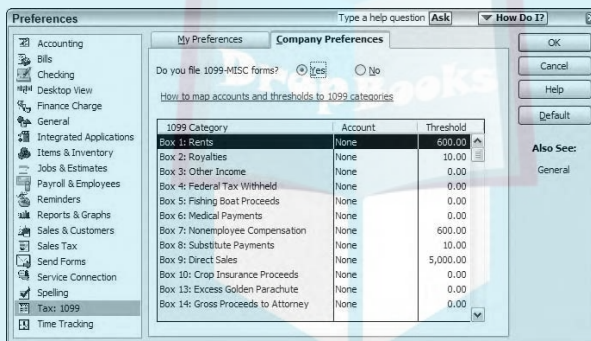 Preferences
Type a help question Ask How Do I?
My Preferences Company Preferences
Accounting
Bills
Checking
Desktop View
Finance Charge
General
Integrated Applications
Items & Inventory
Jobs & Estimates
Payroll & Employees
Reminders
Reports & Graphs
Sales & Customers
Sales Tax
Send Forms
Service Connection
Spelling
Tax: 1099
Time Tracking
Do you file 1099-MISC forms? Yes No
How to map accounts and thresholds to 1099 categories
1099 Category Account Threshold
Box 1: Rents None 600.00
Box 2: Royalties None 10.00
Box 3: Other Income None 0.00
Box 4: Federal Tax Withheld None 0.00
Box 5: Fishing Boat Proceeds None 0.00
Box 6: Medical Payments None 0.00
Box 7: Nonemployee Compensation None 600.00
Box 8: Substitute Payments None 10.00
Box 9: Direct Sales None 5,000.00
Box 10: Crop Insurance Proceeds None 0.00
Box 13: Excess Golden Parachute None 0.00
Box 14: Gross Proceeds to Attorney None 0.00
OK
Cancel
Help
Default
Also See:
General
DropBooks